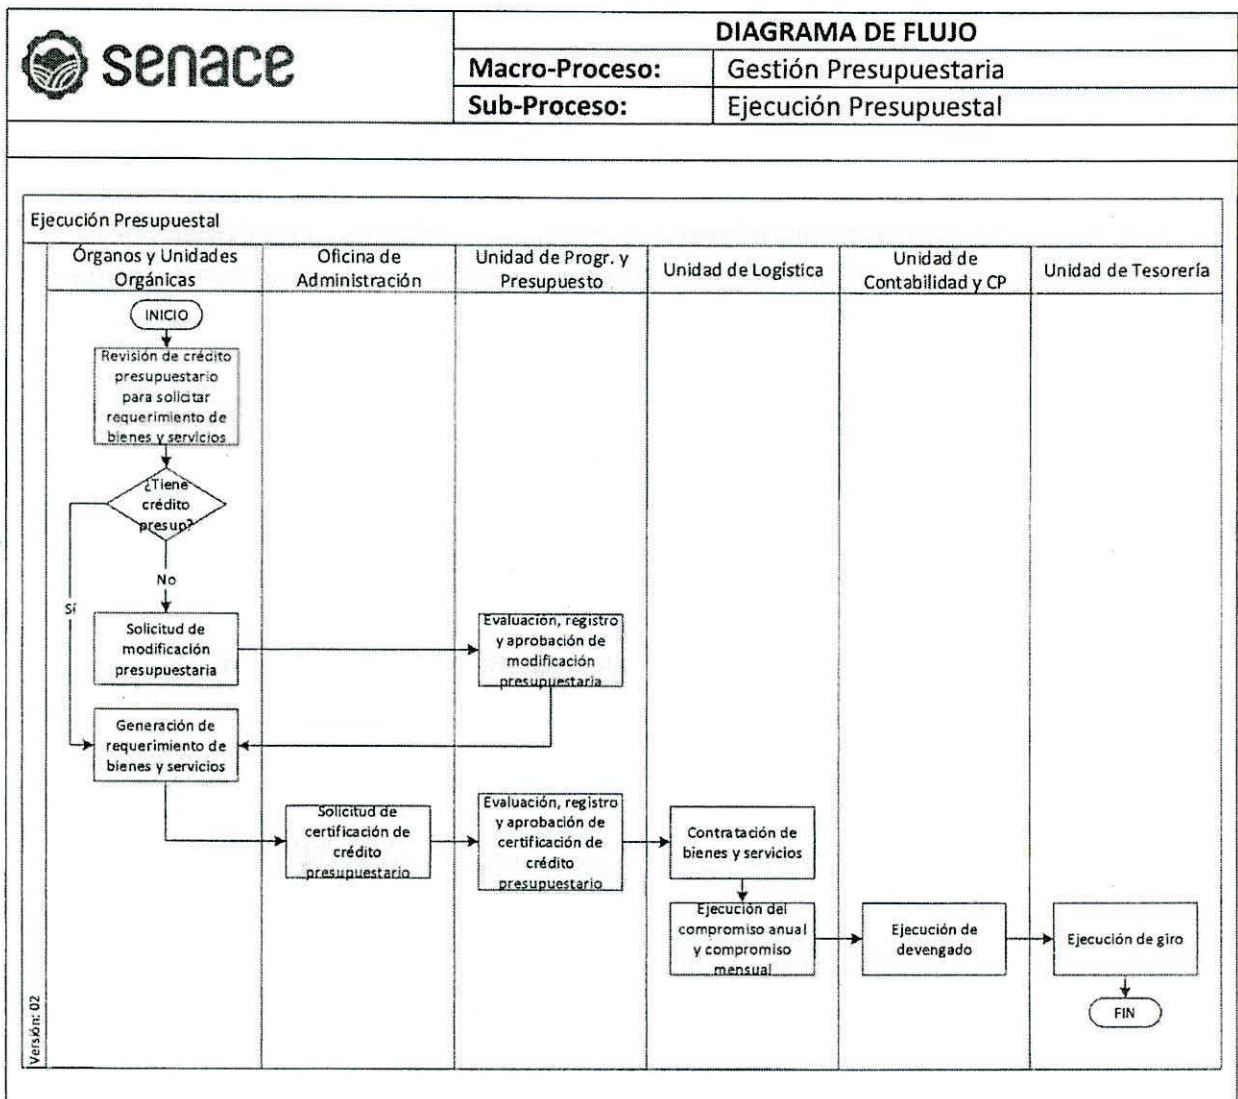 senace
DIAGRAMA DE FLUJO
Macro-Proceso:
Gestión Presupuestaria
Sub-Proceso:
Ejecución Presupuestal
Ejecución Presupuestal
Órganos y Unidades
Orgánicas
Oficina de
Administración
Unidad de Progr. y
Presupuesto
Unidad de Logística
Unidad de
Contabilidad y CP
Unidad de Tesorería
INICIO
Revisión de crédito
presupuestario
para solicitar
requerimiento de
bienes y servicios
¿Tiene
crédito
presup?
No
Sí
Solicitud de
modificación
presupuestaria
Evaluación, registro
y aprobación de
modificación
presupuestaria
Generación de
requerimiento de
bienes y servicios
Solicitud de
certificación de
crédito
presupuestario
Evaluación, registro
y aprobación de
certificación de
crédito
presupuestario
Contratación de
bienes y servicios
Ejecución del
compromiso anual
y compromiso
mensual
Ejecución de
devengado
Ejecución de giro
FIN
Versión: 02